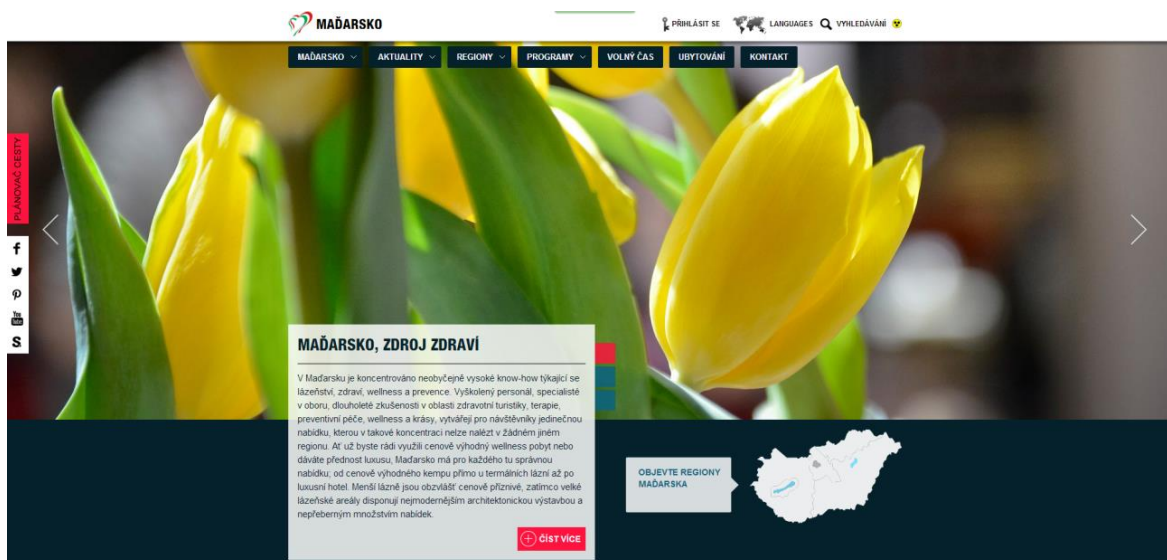 MAĎARSKO
PŘIHLÁSIT SE
LANGUAGES
VYHLEDÁVÁNÍ
MAĎARSKO
AKTUALITY
REGIONY
PROGRAMY
VOLNÝ ČAS
UBYTOVÁNÍ
KONTAKT
PLÁNOVAČ CESTY
You
Tube
MAĎARSKO, ZDROJ ZDRAVÍ
V Maďarsku je koncentrováno neobyčejně vysoké know-how týkající se
lázeňství, zdraví, wellness a prevence. Vyškolený personál, specialisté
v oboru, dlouholeté zkušenosti v oblasti zdravotní turistiky, terapie,
preventivní péče, wellness a krásy, vytvářejí pro návštěvníky jedinečnou
nabídku, kterou v takové koncentraci nelze nalézt v žádném jiném
regionu. Ať už byste rádi využili cenově výhodný wellness pobyt nebo
dáváte přednost luxusu, Maďarsko má pro každého tu správnou
nabídku; od cenově výhodného kempu přímo u termálních lázní až po
luxusní hotel. Menší lázně jsou obzvlášť cenově příznivé, zatímco velké
lázeňské areály disponují nejmodernějším architektonickou výstavbou a
nepřeberným množstvím nabídek.
ČÍST VÍCE
OBJEVTE REGIONY
MAĎARSKA